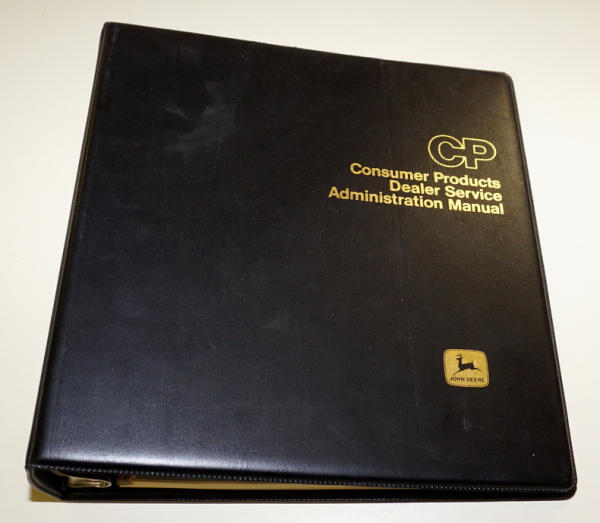 CP
Consumer Products
Dealer Service
Administration Manual
JOHN DEERE